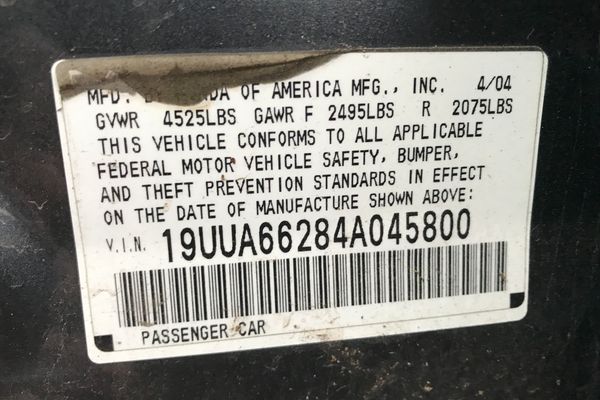 MFD. DA OF AMERICA MFG., INC. 4/04
GVWR 4525LBS GAWR F 2495LBS R 2075LBS
THIS VEHICLE CONFORMS TO ALL APPLICABLE
FEDERAL MOTOR VEHICLE SAFETY, BUMPER,
AND THEFT PREVENTION STANDARDS IN EFFECT
ON THE DATE OF MANUFACTURE SHOWN ABOVE:
V.I.N. 19UUA66284A045800
PASSENGER CAR